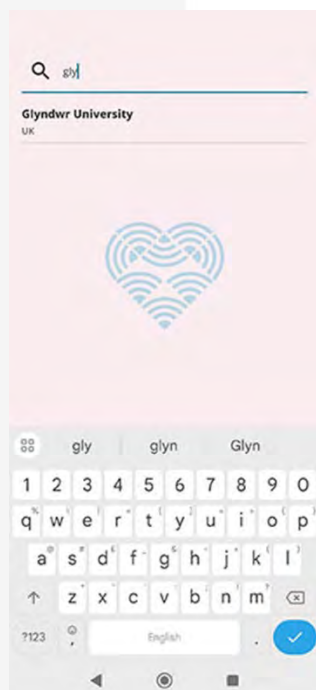 gly
Glyndwr University
UK
gly glyn Glyn
1 2 3 4 5 6 7 8 9 0
q w e r t y u i o p
a s d f g h j k l
z x c v b n m
?123 , English .